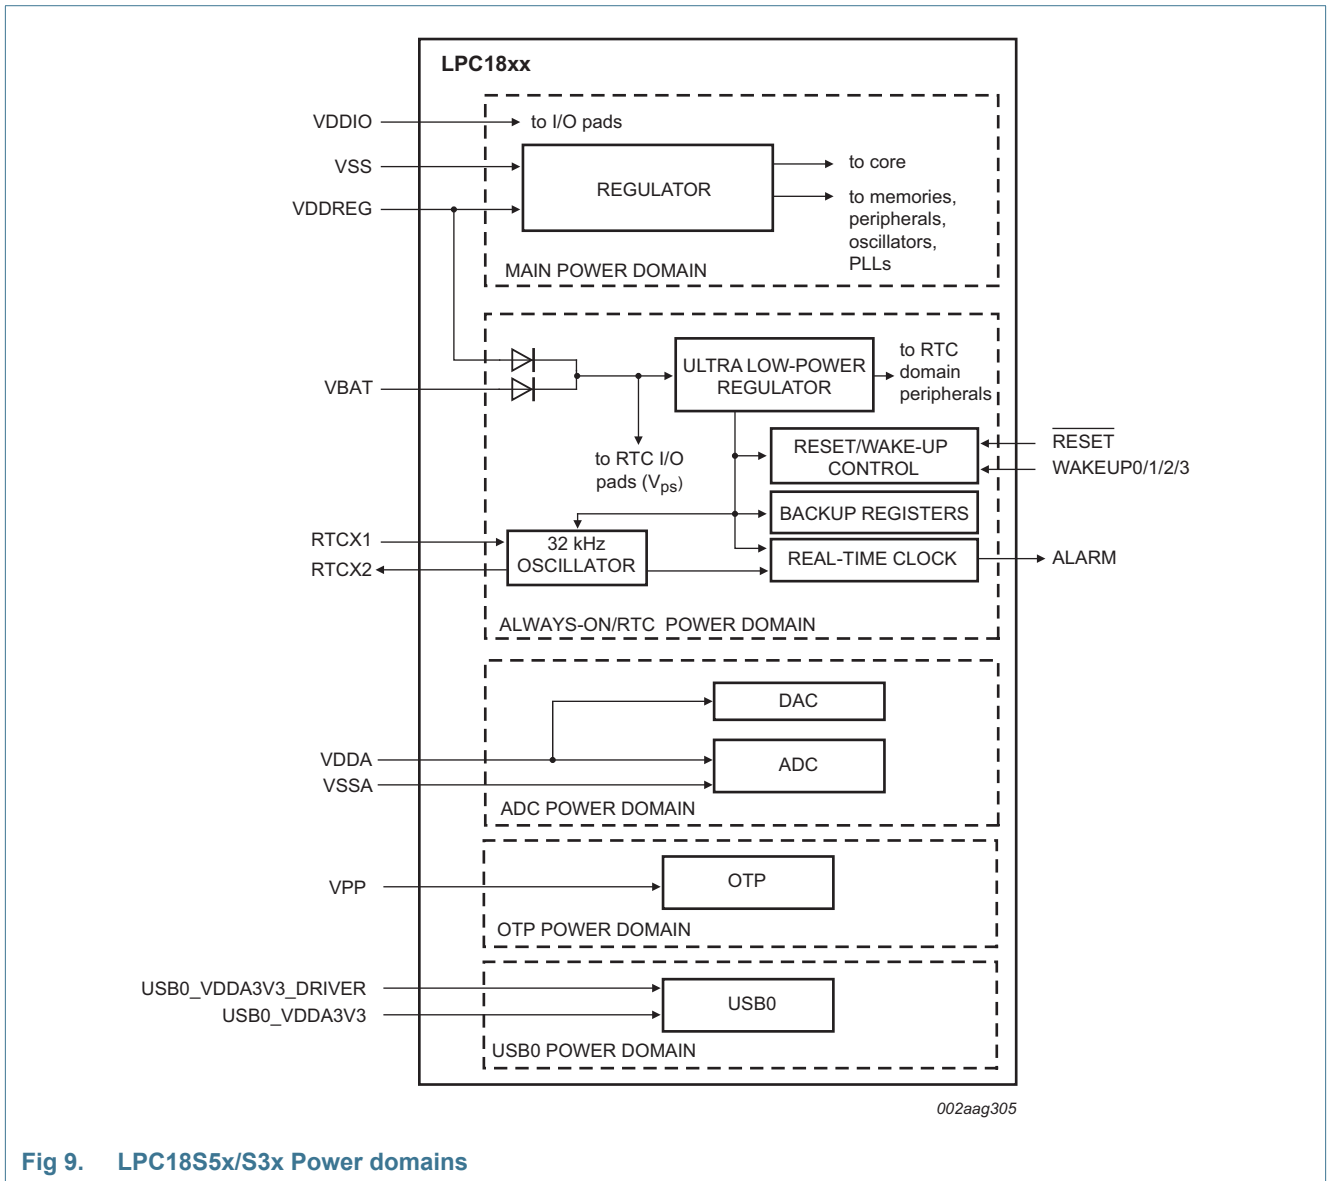 LPC18xx
VDDIO
to I/O pads
VSS
REGULATOR
to core
VDDREG
to memories,
peripherals,
oscillators,
PLLs
MAIN POWER DOMAIN
VBAT
ULTRA LOW-POWER
REGULATOR
to RTC
domain
peripherals
to RTC I/O
pads (Vps)
RESET/WAKE-UP
CONTROL
RESET
WAKEUP0/1/2/3
BACKUP REGISTERS
RTCX1
RTCX2
32 kHz
OSCILLATOR
REAL-TIME CLOCK
ALARM
ALWAYS-ON/RTC POWER DOMAIN
DAC
VDDA
VSSA
ADC
ADC POWER DOMAIN
VPP
OTP
OTP POWER DOMAIN
USB0_VDDA3V3_DRIVER
USB0_VDDA3V3
USB0
USB0 POWER DOMAIN
002aag305
Fig 9. LPC18S5x/S3x Power domains